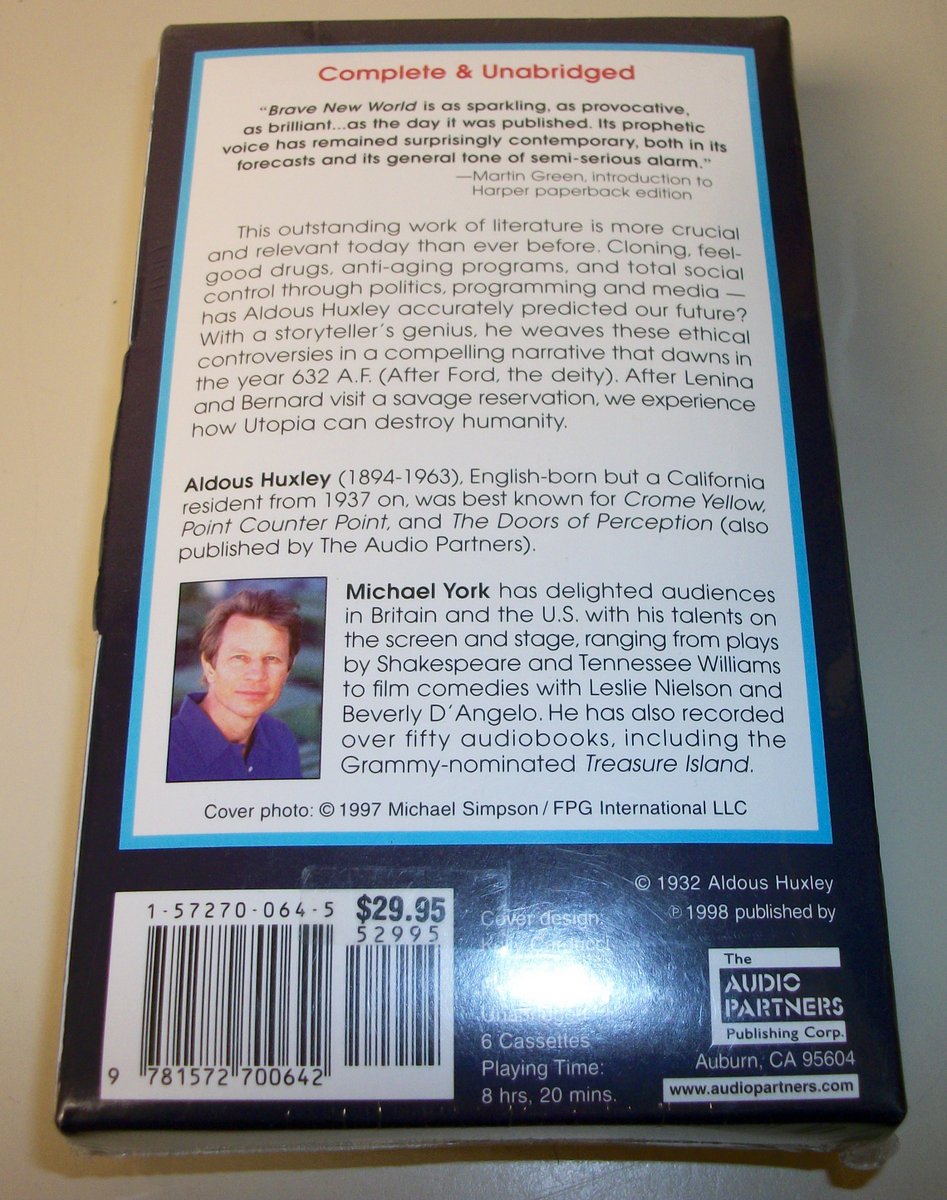 Complete & Unabridged
"Brave New World is as sparkling, as provocative,
as brilliant...as the day it was published. Its prophetic
voice has remained surprisingly contemporary, both in its
forecasts and its general tone of semi-serious alarm."
—Martin Green, introduction to
Harper paperback edition
This outstanding work of literature is more crucial
and relevant today than ever before. Cloning, feel-
good drugs, anti-aging programs, and total social
control through politics, programming and media —
has Aldous Huxley accurately predicted our future?
With a storyteller's genius, he weaves these ethical
controversies in a compelling narrative that dawns in
the year 632 A.F. (After Ford, the deity). After Lenina
and Bernard visit a savage reservation, we experience
how Utopia can destroy humanity.
Aldous Huxley (1894-1963), English-born but a California
resident from 1937 on, was best known for Crome Yellow,
Point Counter Point, and The Doors of Perception (also
published by The Audio Partners).
Michael York has delighted audiences
in Britain and the U.S. with his talents on
the screen and stage, ranging from plays
by Shakespeare and Tennessee Williams
to film comedies with Leslie Nielson and
Beverly D'Angelo. He has also recorded
over fifty audiobooks, including the
Grammy-nominated Treasure Island.
Cover photo: © 1997 Michael Simpson / FPG International LLC
1-57270-064-5
$29.95
52995
9 781572 700642
Cover design:
Carducci
6 Cassettes
Playing Time:
8 hrs, 20 mins.
© 1932 Aldous Huxley
℗ 1998 published by
The
AUDIO
PARTNERS
Publishing Corp.
Auburn, CA 95604
www.audiopartners.com